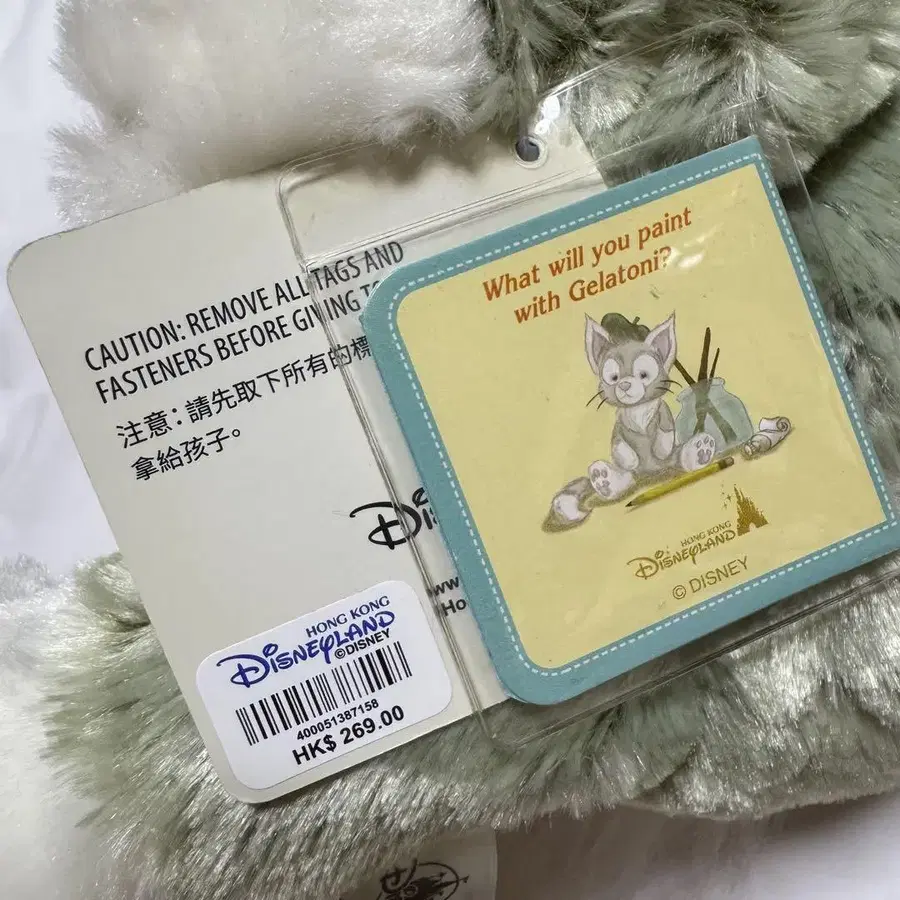 CAUTION: REMOVE ALL TAGS AND
FASTENERS BEFORE GIVING TO
注意：請先取下所有的標
拿給孩子。
HONG KONG
DISNEYLAND
©DISNEY
400051387158
HK$ 269.00
What will you paint
with Gelatoni?
HONG KONG
DISNEYLAND
© DISNEY